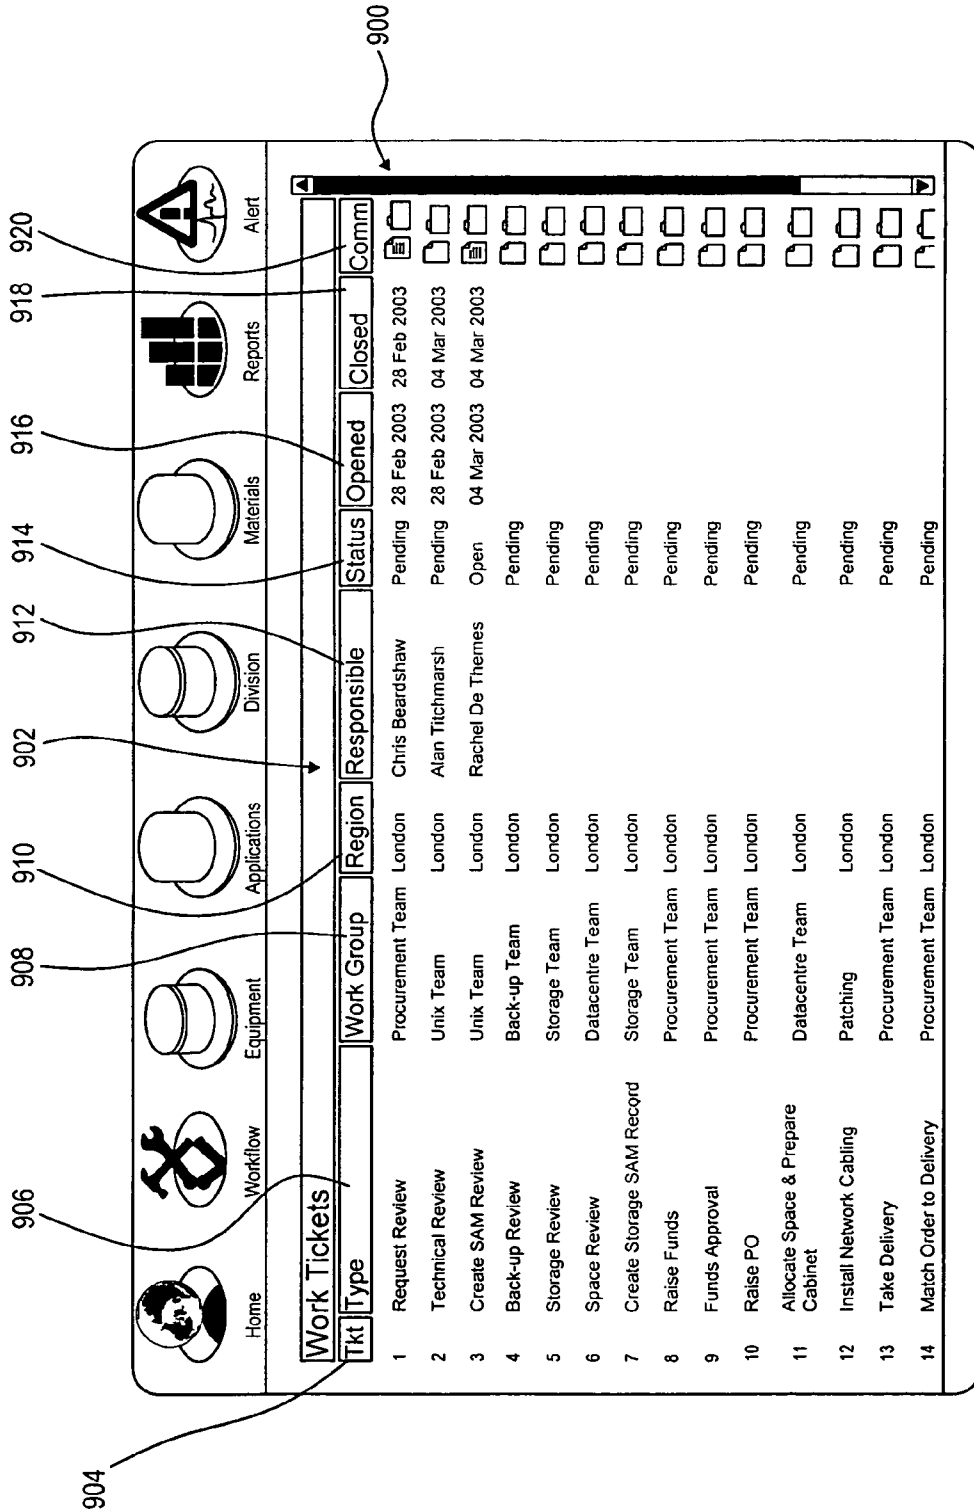 904 906 908 910 902 912 914 916 918 920
900
Home Workflow Equipment Applications Division Materials Reports Alert
Work Tickets
Tkt Type Work Group Region Responsible Status Opened Closed Comm
1 Request Review Procurement Team London Chris Beardshaw Pending 28 Feb 2003 28 Feb 2003
2 Technical Review Unix Team London Alan Titchmarsh Pending 28 Feb 2003 04 Mar 2003
3 Create SAM Review Unix Team London Rachel De Themes Open 04 Mar 2003 04 Mar 2003
4 Back-up Review Back-up Team London Pending
5 Storage Review Storage Team London Pending
6 Space Review Datacentre Team London Pending
7 Create Storage SAM Record Storage Team London Pending
8 Raise Funds Procurement Team London Pending
9 Funds Approval Procurement Team London Pending
10 Raise PO Procurement Team London Pending
11 Allocate Space & Prepare Datacentre Team London Pending
Cabinet
12 Install Network Cabling Patching London Pending
13 Take Delivery Procurement Team London Pending
14 Match Order to Delivery Procurement Team London Pending